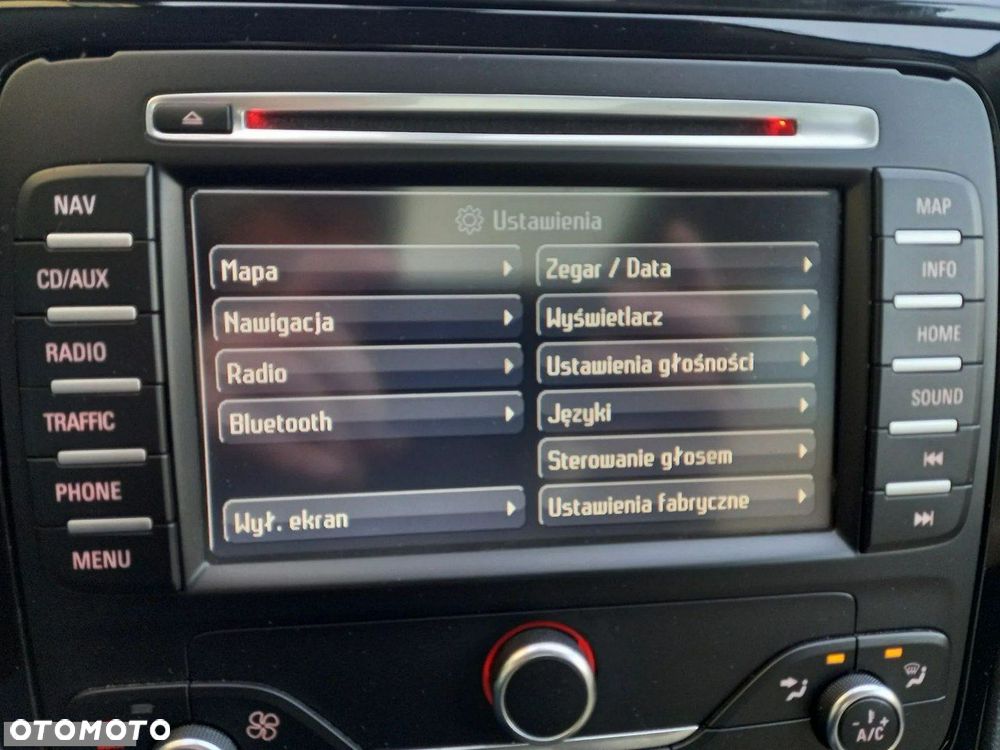 NAV
CD/AUX
RADIO
TRAFFIC
PHONE
MENU
Ustawienia
Mapa
Nawigacja
Radio
Bluetooth
Wył. ekran
Zegar / Data
Wyświetlacz
Ustawienia głośności
Języki
Sterowanie głosem
Ustawienia fabryczne
MAP
INFO
HOME
SOUND
- +
A/C
OTOMOTO